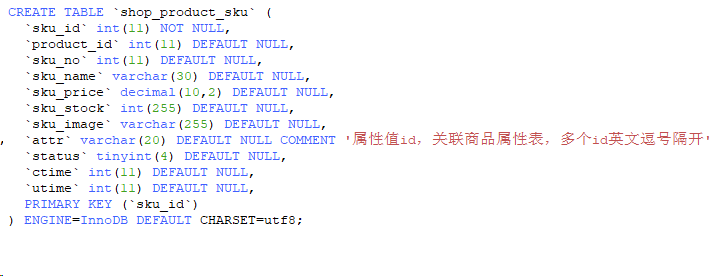 CREATE TABLE `shop_product_sku` (
  `sku_id` int(11) NOT NULL,
  `product_id` int(11) DEFAULT NULL,
  `sku_no` int(11) DEFAULT NULL,
  `sku_name` varchar(30) DEFAULT NULL,
  `sku_price` decimal(10,2) DEFAULT NULL,
  `sku_stock` int(255) DEFAULT NULL,
  `sku_image` varchar(255) DEFAULT NULL,
, `attr` varchar(20) DEFAULT NULL COMMENT '属性值id，关联商品属性表，多个id英文逗号隔开'
  `status` tinyint(4) DEFAULT NULL,
  `ctime` int(11) DEFAULT NULL,
  `utime` int(11) DEFAULT NULL,
  PRIMARY KEY (`sku_id`)
) ENGINE=InnoDB DEFAULT CHARSET=utf8;